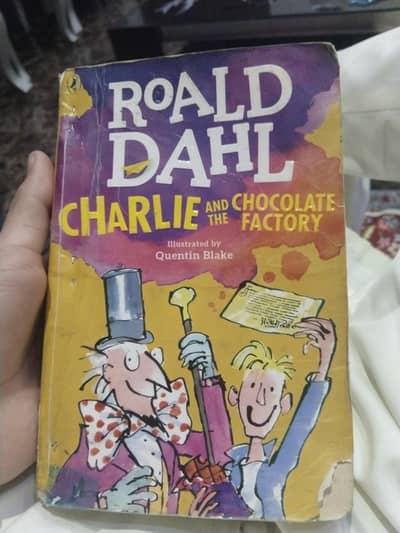 ROALD
DAHL
CHARLIE AND THE CHOCOLATE FACTORY
Illustrated by
Quentin Blake